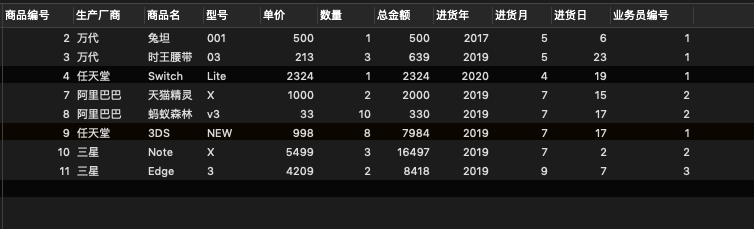 商品编号 生产厂商 商品名 型号 单价 数量 总金额 进货年 进货月 进货日 业务员编号
2 万代 兔坦 001 500 1 500 2017 5 6 1
3 万代 时王腰带 03 213 3 639 2019 5 23 1
4 任天堂 Switch Lite 2324 1 2324 2020 4 19 1
7 阿里巴巴 天猫精灵 X 1000 2 2000 2019 7 15 2
8 阿里巴巴 蚂蚁森林 v3 33 10 330 2019 7 17 2
9 任天堂 3DS NEW 998 8 7984 2019 7 17 1
10 三星 Note X 5499 3 16497 2019 7 2 2
11 三星 Edge 3 4209 2 8418 2019 9 7 3